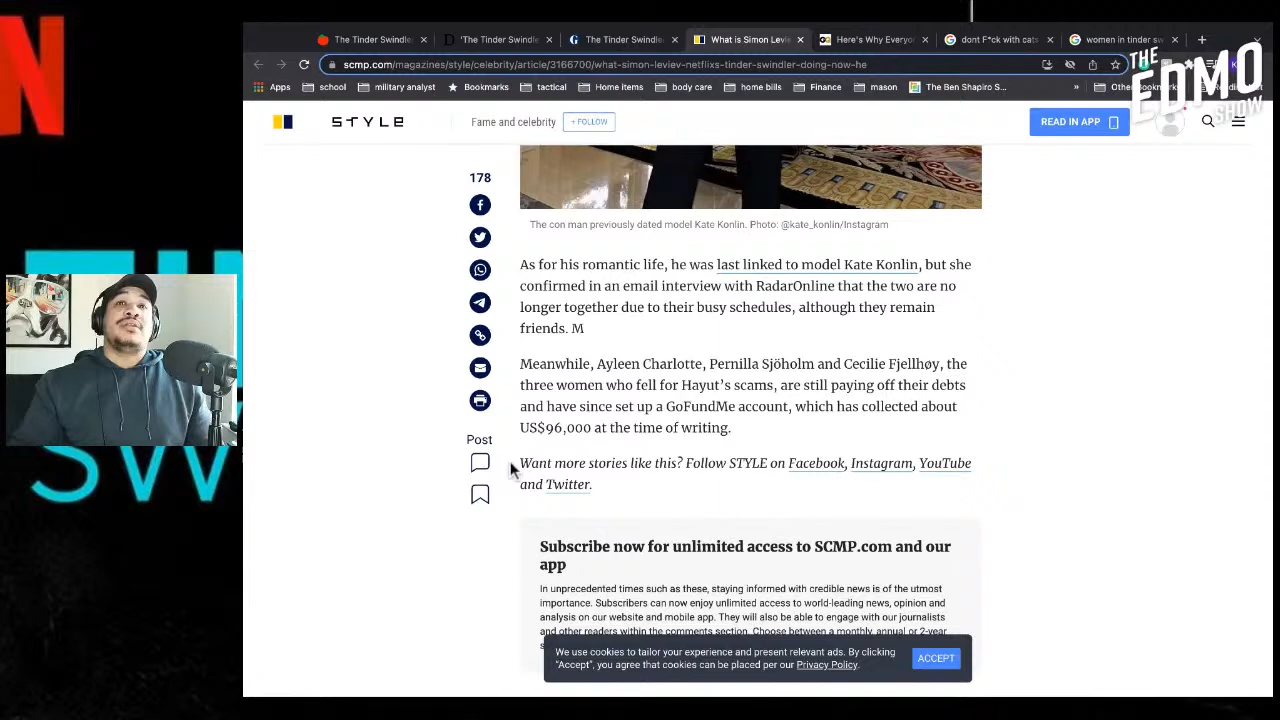 N
The Tinder Swindle
'The Tinder Swindle
The Tinder Swindle
What is Simon Levie
Here's Why Everyon
dont F*ck with cats
women in tinder sw
scmp.com/magazines/style/celebrity/article/3166700/what-simon-leviev-netflixs-tinder-swindler-doing-now-he
Apps
school
military analyst
Bookmarks
tactical
Home items
body care
home bills
Finance
mason
The Ben Shapiro S...
»
THE
EDMO
SHOW
STYLE
Fame and celebrity
+ FOLLOW
READ IN APP
178
The con man previously dated model Kate Konlin. Photo: @kate_konlin/Instagram
As for his romantic life, he was last linked to model Kate Konlin, but she
confirmed in an email interview with RadarOnline that the two are no
longer together due to their busy schedules, although they remain
friends. M
Meanwhile, Ayleen Charlotte, Pernilla Sjöholm and Cecilie Fjellhøy, the
three women who fell for Hayut's scams, are still paying off their debts
and have since set up a GoFundMe account, which has collected about
US$96,000 at the time of writing.
Post
Want more stories like this? Follow STYLE on Facebook, Instagram, YouTube
and Twitter.
Subscribe now for unlimited access to SCMP.com and our
app
In unprecedented times such as these, staying informed with credible news is of the utmost
importance. Subscribers can now enjoy unlimited access to world-leading news, opinion and
analysis on our website and mobile app. They will also be able to engage with our journalists
and other readers within the comments section. Choose between a monthly, annual or 2-year
We use cookies to tailor your experience and present relevant ads. By clicking
"Accept", you agree that cookies can be placed per our Privacy Policy.
ACCEPT